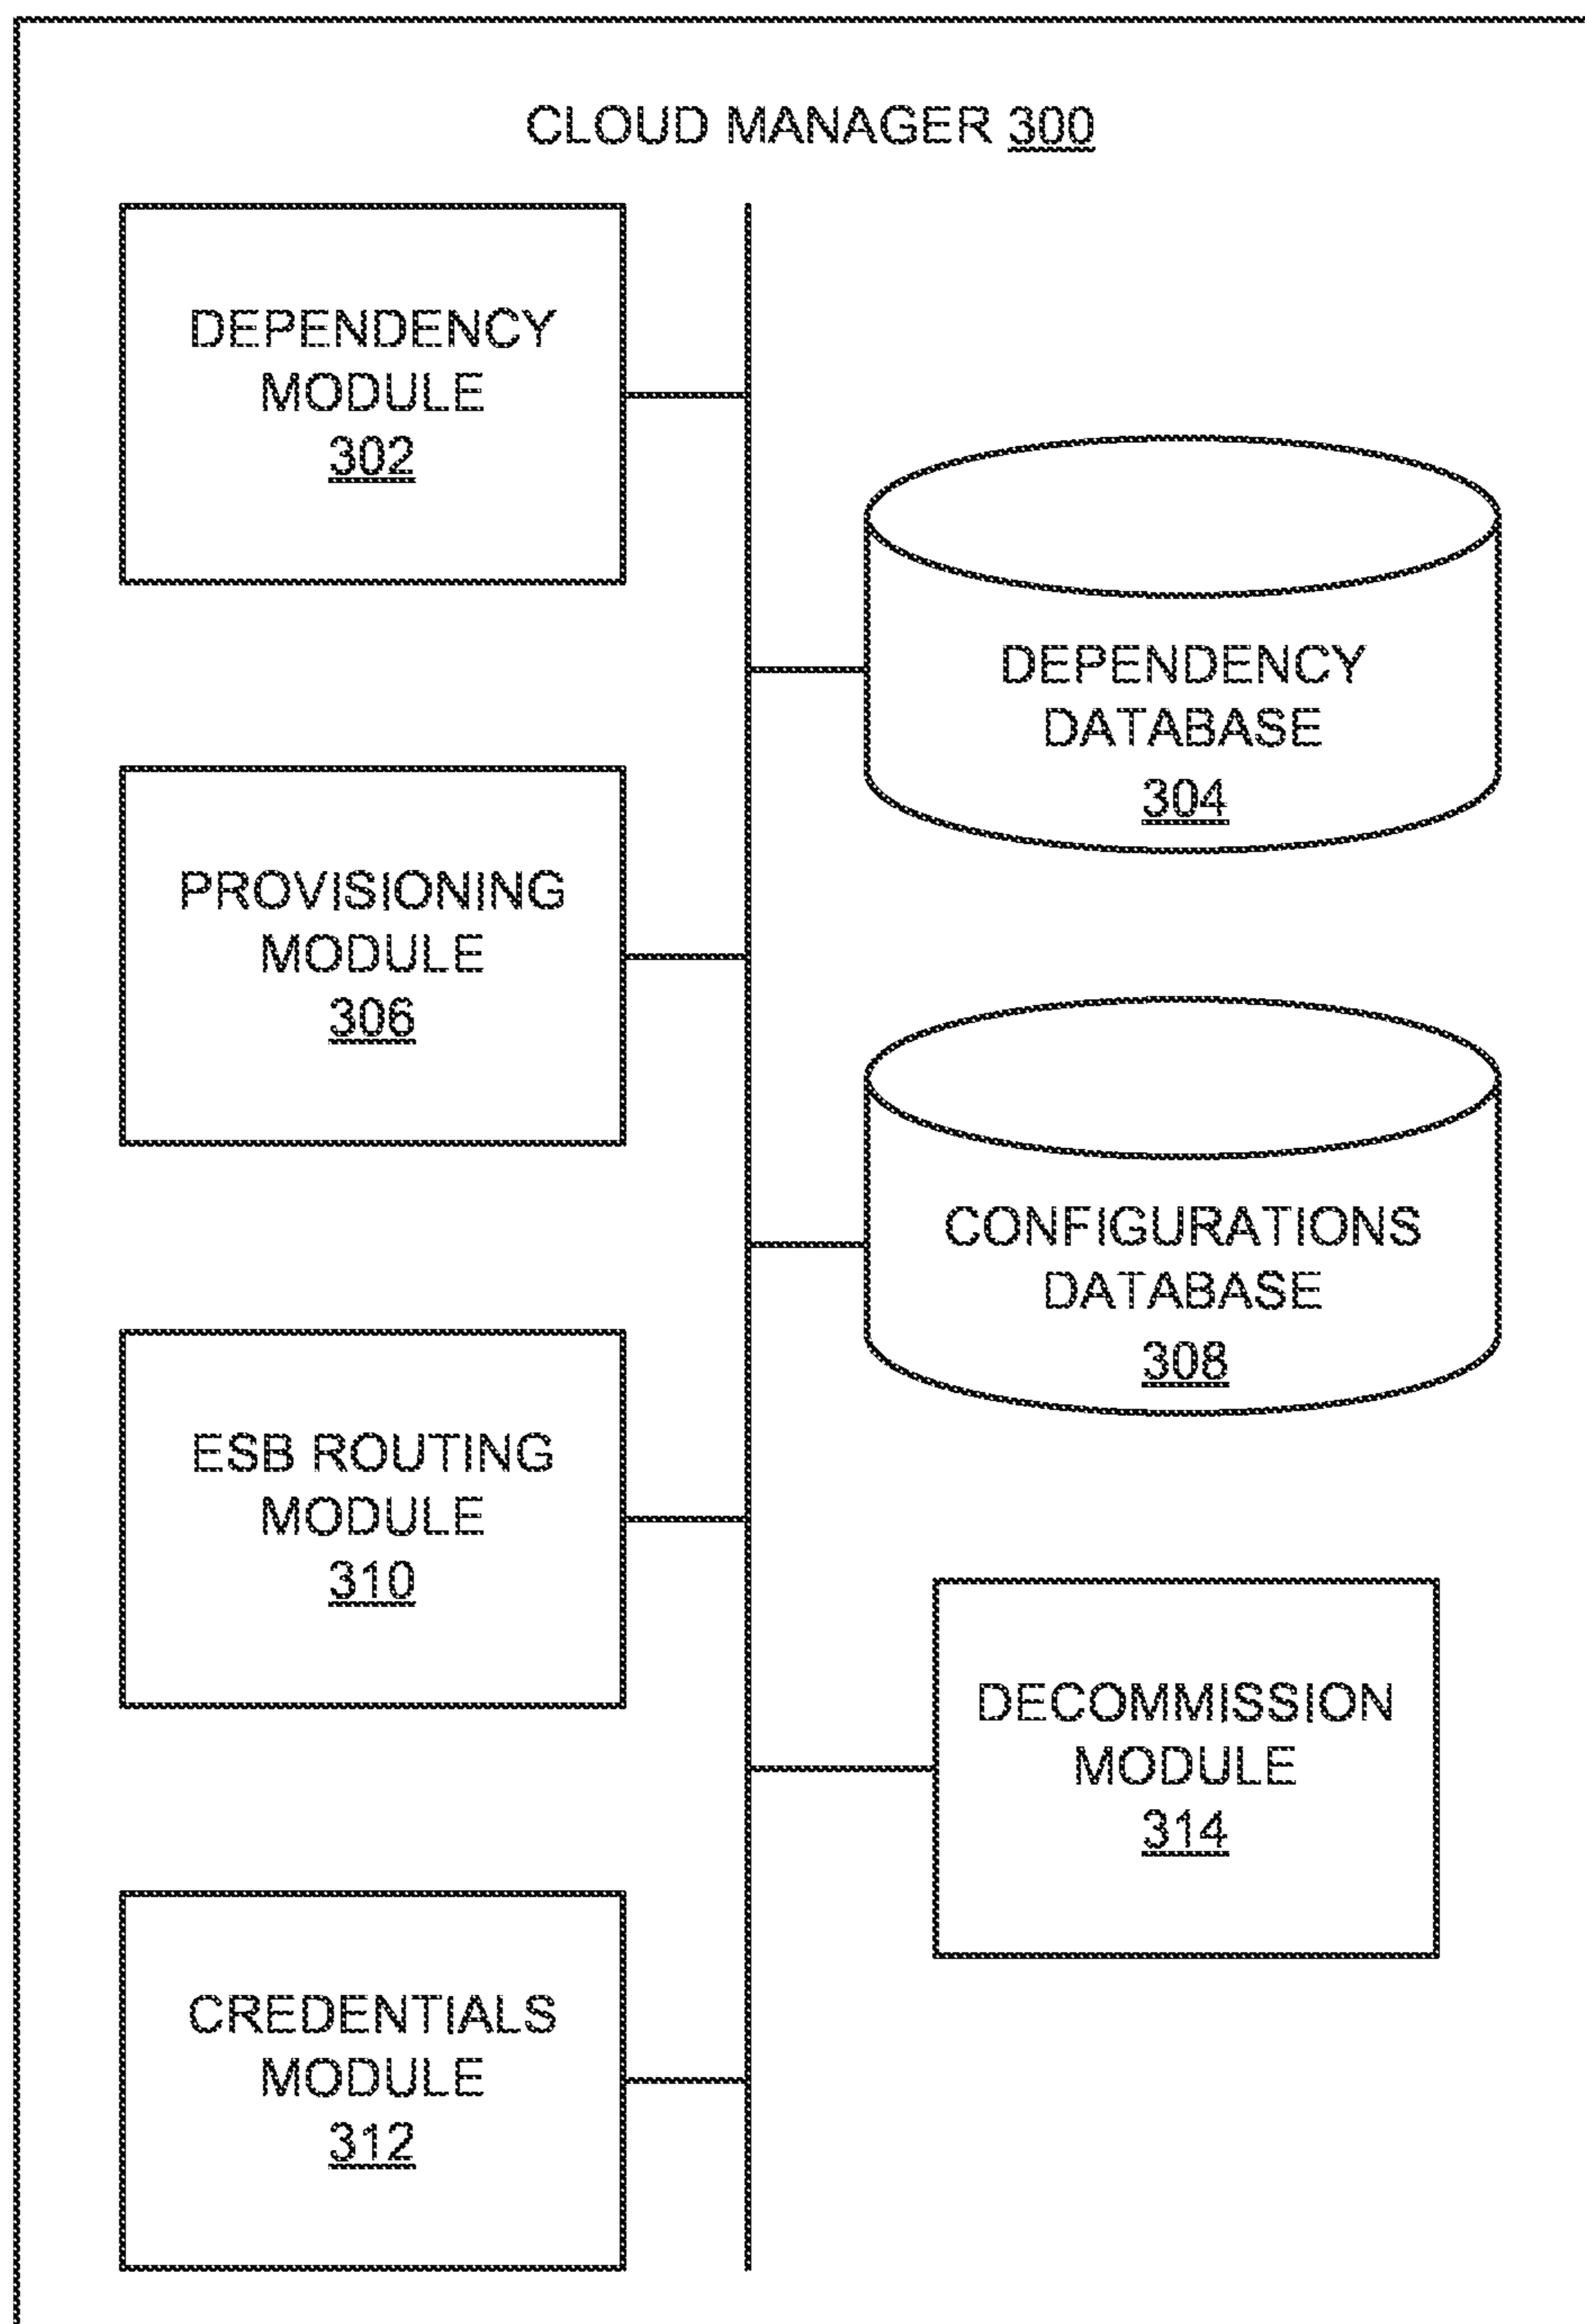 CLOUD MANAGER 300
DEPENDENCY
MODULE
302
DEPENDENCY
DATABASE
304
PROVISIONING
MODULE
306
CONFIGURATIONS
DATABASE
308
ESB ROUTING
MODULE
310
DECOMMISSION
MODULE
314
CREDENTIALS
MODULE
312